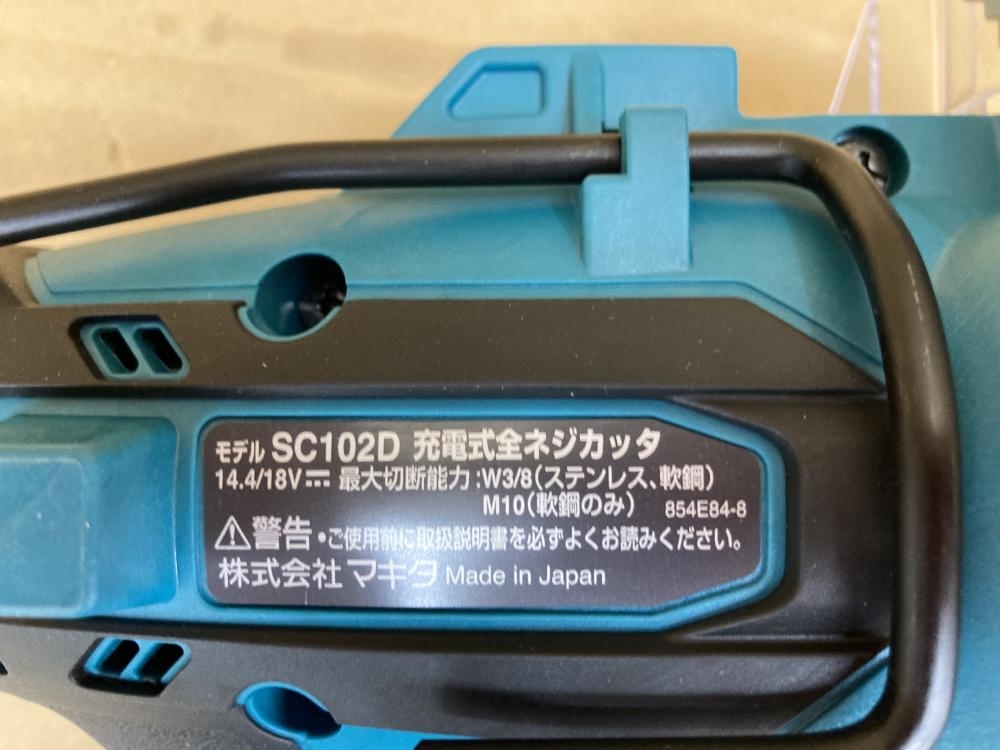 モデル SC102D 充電式全ネジカッタ
14.4/18V⎓ 最大切断能力:W3/8(ステンレス、軟鋼)
M10(軟鋼のみ) 854E84-8
⚠警告・ご使用前に取扱説明書を必ずよくお読みください。
株式会社マキタ Made in Japan